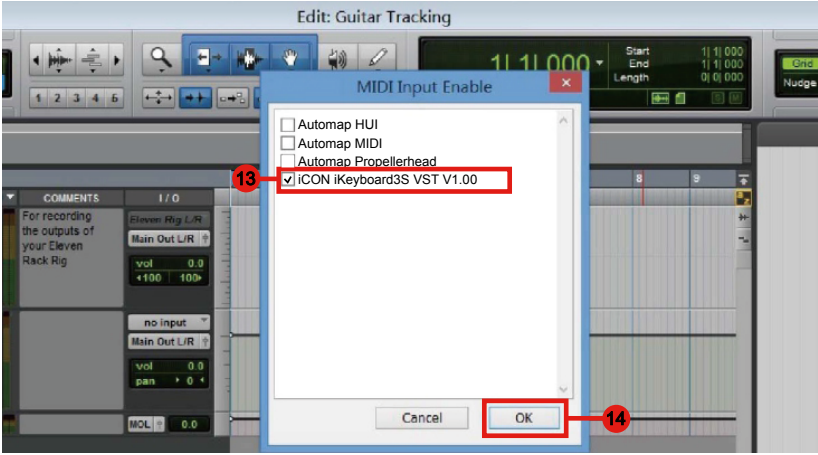 Edit: Guitar Tracking
1| 1| 000
Start 1| 1| 000
End 1| 1| 000
Length 0| 0| 000
Grid
Nudge
1 2 3 4 5
MIDI Input Enable
Automap HUI
Automap MIDI
Automap Propellerhead
13
iCON iKeyboard3S VST V1.00
8 9
COMMENTS I / O
For recording
the outputs of
your Eleven
Rack Rig
Eleven Rig L/R
Main Out L/R
vol 0.0
100 100
no input
Main Out L/R
vol 0.0
pan 0
Cancel OK
14
VOL 0.0